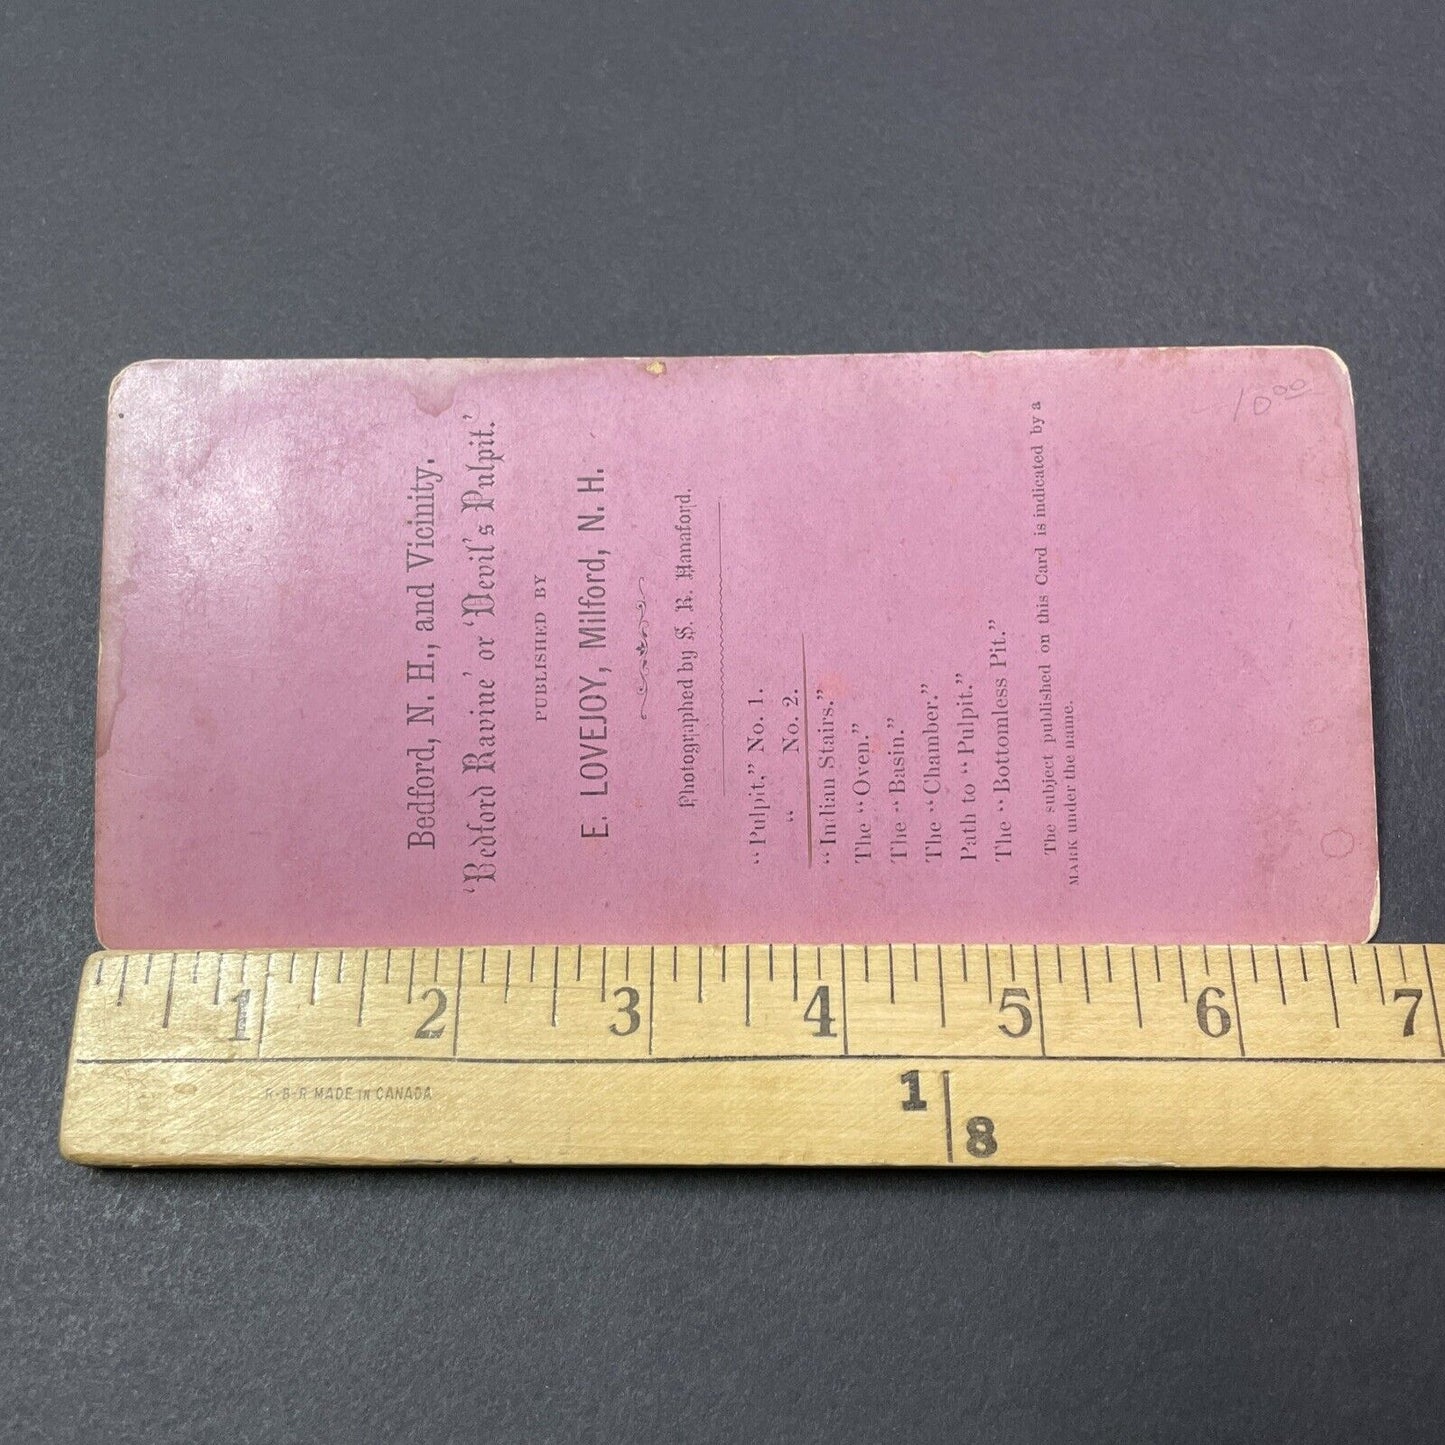 Bedford, N. H., and Vicinity.
'Bedford Ravine' or 'Devil's Pulpit.'
PUBLISHED BY
E. LOVEJOY, Milford, N. H.
Photographed by S. R. Hanaford.
"Pulpit," No. 1.
" No. 2.
"Indian Stairs."
The "Oven."
The "Basin."
The "Chamber."
Path to "Pulpit."
The "Bottomless Pit."
The subject published on this Card is indicated by a
MARK under the name.
10 00
1 2 3 4 5 6 7
R·B·R MADE IN CANADA
1
8